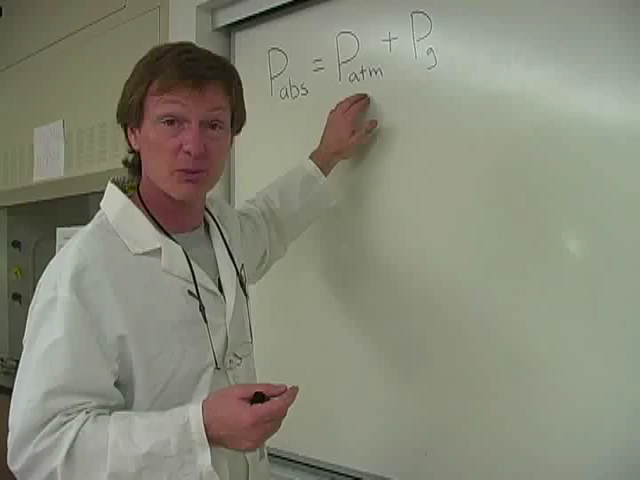 Pabs = Patm + Pg